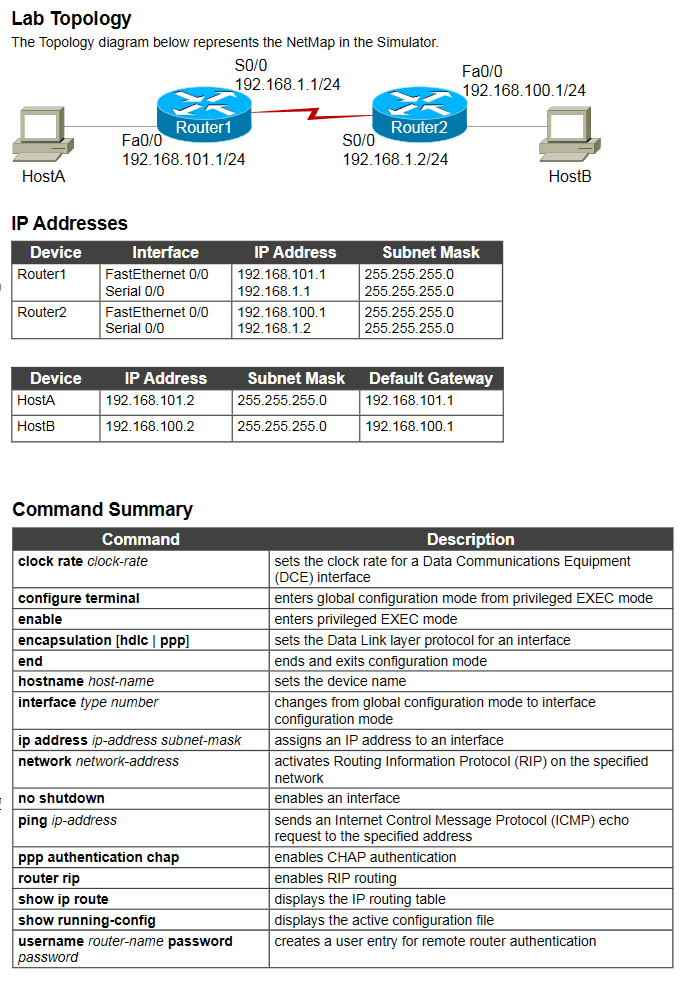 Lab Topology
The Topology diagram below represents the NetMap in the Simulator.
S0/0
192.168.1.1/24
Fa0/0
192.168.100.1/24
Router1
Router2
Fa0/0
192.168.101.1/24
S0/0
192.168.1.2/24
HostA
HostB
IP Addresses
Device Interface IP Address Subnet Mask
Router1 FastEthernet 0/0 192.168.101.1 255.255.255.0
Serial 0/0 192.168.1.1 255.255.255.0
Router2 FastEthernet 0/0 192.168.100.1 255.255.255.0
Serial 0/0 192.168.1.2 255.255.255.0
Device IP Address Subnet Mask Default Gateway
HostA 192.168.101.2 255.255.255.0 192.168.101.1
HostB 192.168.100.2 255.255.255.0 192.168.100.1
Command Summary
Command Description
clock rate clock-rate sets the clock rate for a Data Communications Equipment
(DCE) interface
configure terminal enters global configuration mode from privileged EXEC mode
enable enters privileged EXEC mode
encapsulation [hdlc | ppp] sets the Data Link layer protocol for an interface
end ends and exits configuration mode
hostname host-name sets the device name
interface type number changes from global configuration mode to interface
configuration mode
ip address ip-address subnet-mask assigns an IP address to an interface
network network-address activates Routing Information Protocol (RIP) on the specified
network
no shutdown enables an interface
ping ip-address sends an Internet Control Message Protocol (ICMP) echo
request to the specified address
ppp authentication chap enables CHAP authentication
router rip enables RIP routing
show ip route displays the IP routing table
show running-config displays the active configuration file
username router-name password creates a user entry for remote router authentication
password